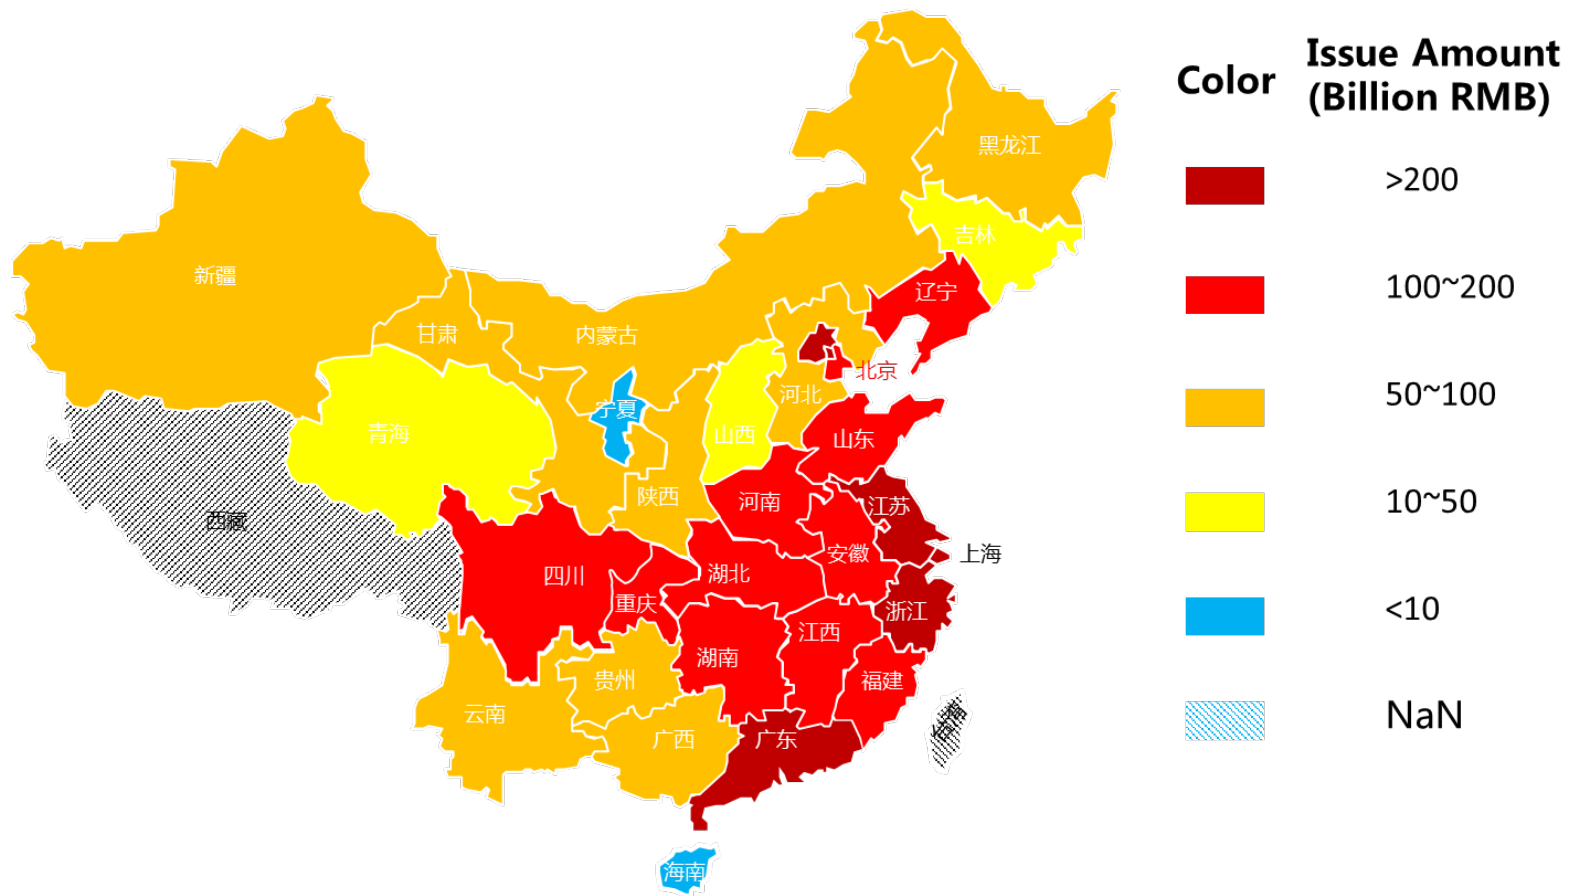 Color
Issue Amount
(Billion RMB)
>200
100~200
50~100
10~50
<10
NaN
黑龙江
吉林
辽宁
新疆
甘肃
内蒙古
北京
河北
宁夏
青海
山西
山东
陕西
河南
江苏
西藏
安徽
上海
四川
湖北
重庆
浙江
江西
湖南
贵州
福建
云南
广西
广东
台湾
海南